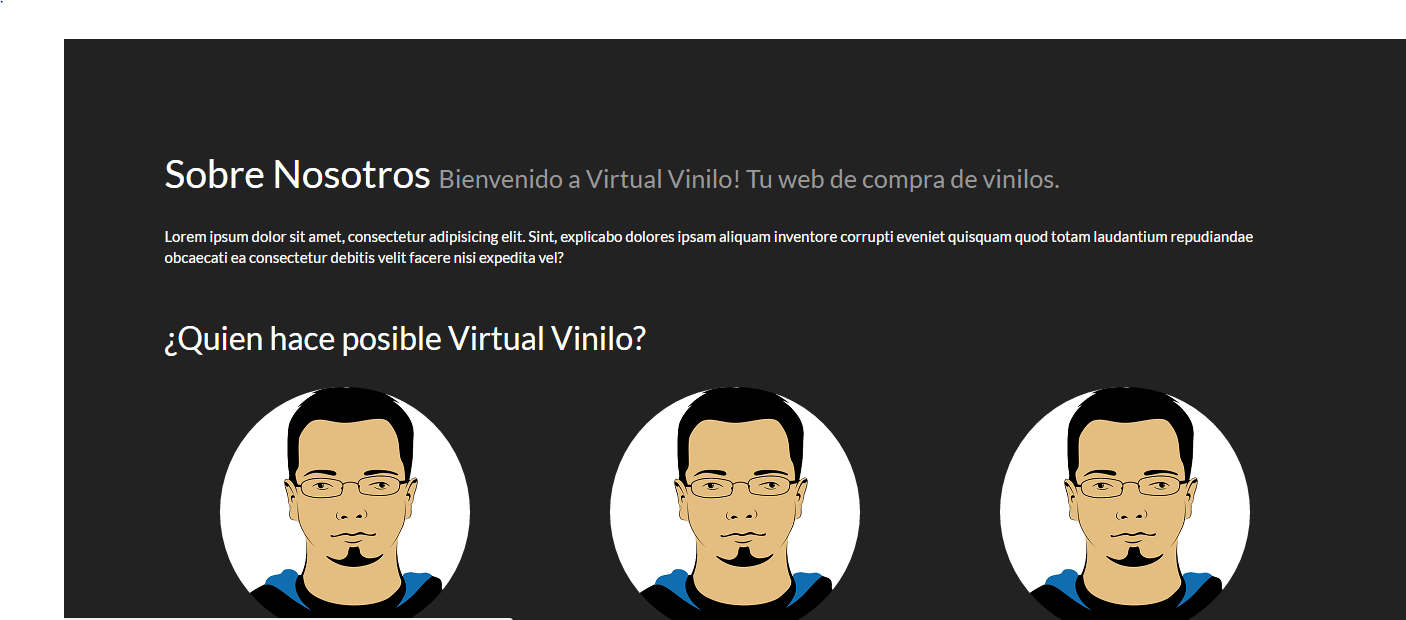 Sobre Nosotros Bienvenido a Virtual Vinilo! Tu web de compra de vinilos.
Lorem ipsum dolor sit amet, consectetur adipisicing elit. Sint, explicabo dolores ipsam aliquam inventore corrupti eveniet quisquam quod totam laudantium repudiandae
obcaecati ea consectetur debitis velit facere nisi expedita vel?
¿Quien hace posible Virtual Vinilo?